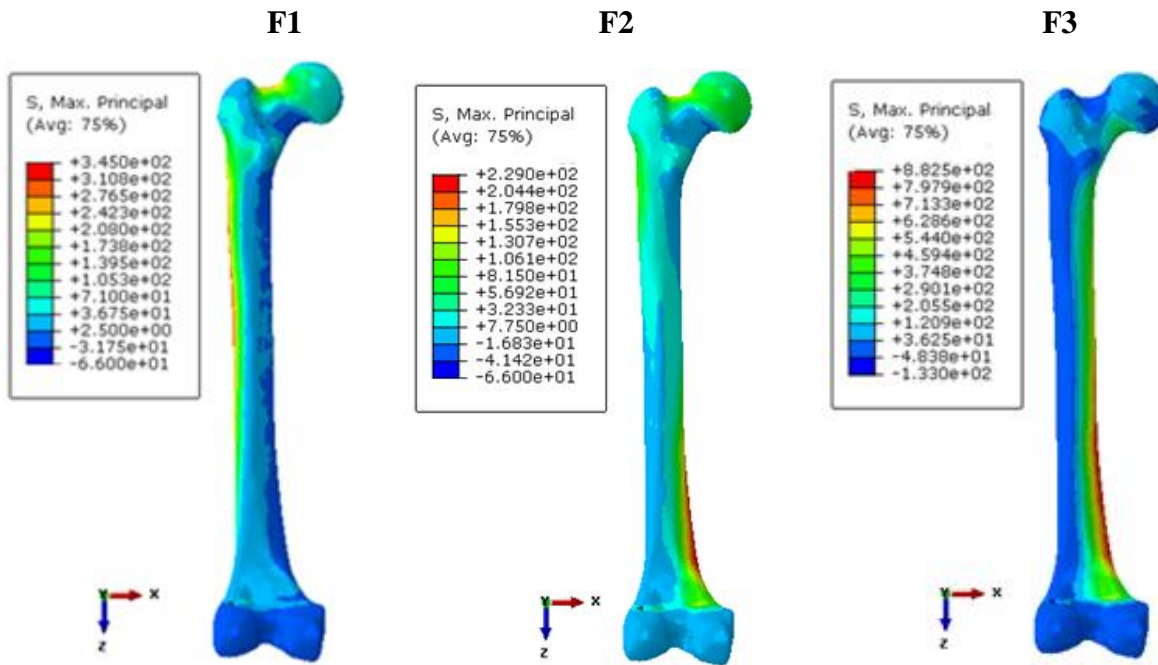 F1
F2
F3
S, Max. Principal
(Avg: 75%)
+3.450e+02
+3.108e+02
+2.765e+02
+2.423e+02
+2.080e+02
+1.738e+02
+1.395e+02
+1.053e+02
+7.100e+01
+3.675e+01
+2.500e+00
-3.175e+01
-6.600e+01
Y
X
Z
S, Max. Principal
(Avg: 75%)
+2.290e+02
+2.044e+02
+1.798e+02
+1.553e+02
+1.307e+02
+1.061e+02
+8.150e+01
+5.692e+01
+3.233e+01
+7.750e+00
-1.683e+01
-4.142e+01
-6.600e+01
Y
X
Z
S, Max. Principal
(Avg: 75%)
+8.825e+02
+7.979e+02
+7.133e+02
+6.286e+02
+5.440e+02
+4.594e+02
+3.748e+02
+2.901e+02
+2.055e+02
+1.209e+02
+3.625e+01
-4.838e+01
-1.330e+02
Y
X
Z